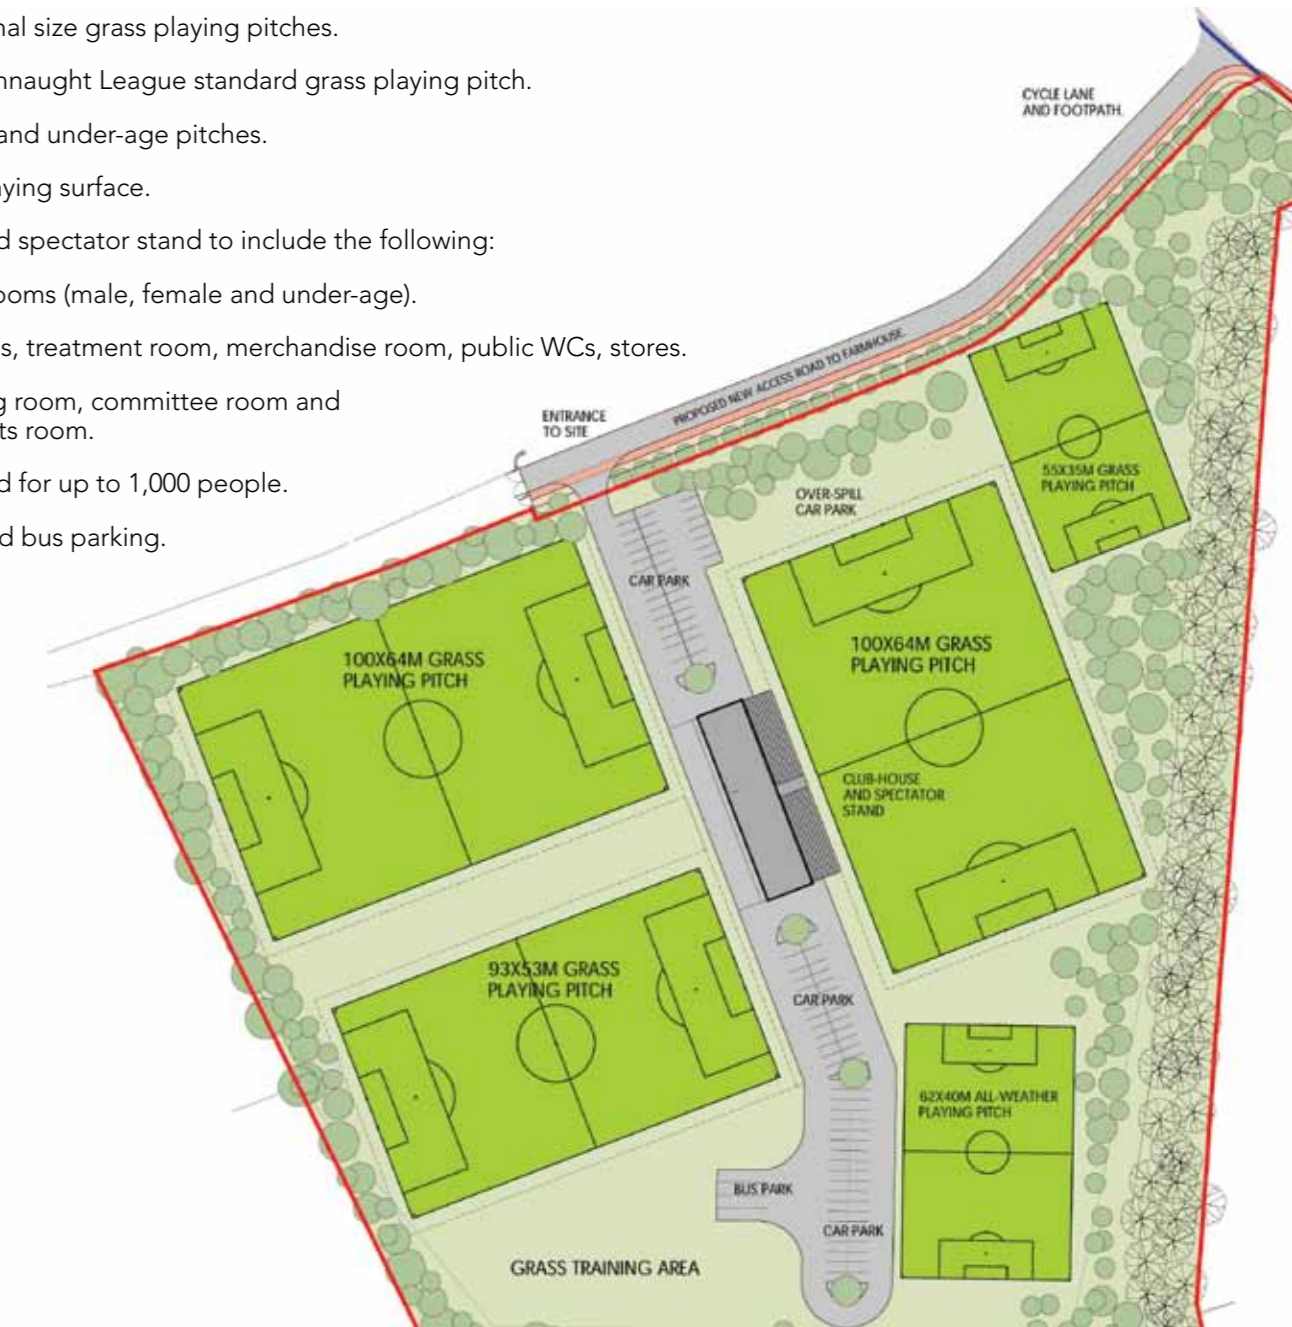 nal size grass playing pitches.
nnaught League standard grass playing pitch.
and under-age pitches.
aying surface.
d spectator stand to include the following:
ooms (male, female and under-age).
s, treatment room, merchandise room, public WCs, stores.
g room, committee room and
ts room.
d for up to 1,000 people.
d bus parking.
CYCLE LANE
AND FOOTPATH
PROPOSED NEW ACCESS ROAD TO FARMHOUSE
ENTRANCE
TO SITE
55X35M GRASS
PLAYING PITCH
OVER-SPILL
CAR PARK
CAR PARK
100X64M GRASS
PLAYING PITCH
100X64M GRASS
PLAYING PITCH
CLUB-HOUSE
AND SPECTATOR
STAND
93X53M GRASS
PLAYING PITCH
CAR PARK
62X40M ALL-WEATHER
PLAYING PITCH
BUS PARK
CAR PARK
GRASS TRAINING AREA